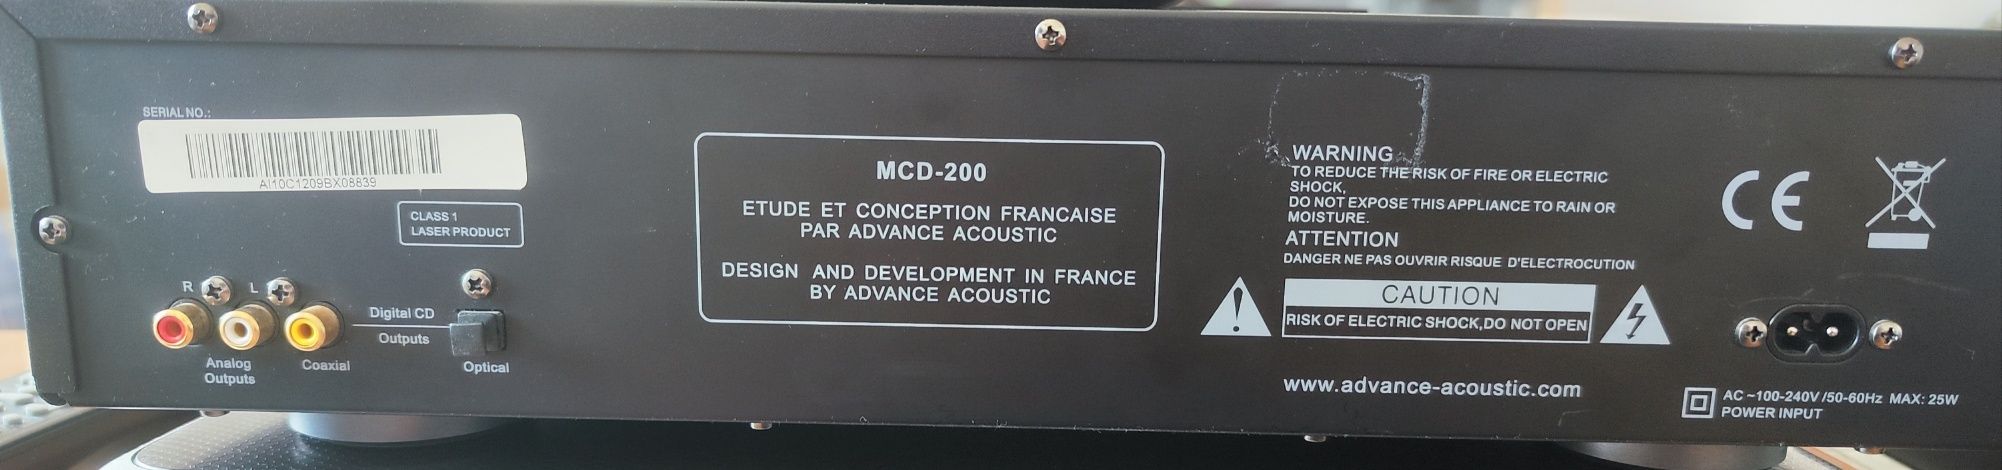 SERIAL NO.:
AI10C1209BX08839
CLASS 1
LASER PRODUCT
R L
Digital CD
Outputs
Analog
Outputs
Coaxial
Optical
MCD-200
ETUDE ET CONCEPTION FRANCAISE
PAR ADVANCE ACOUSTIC
DESIGN AND DEVELOPMENT IN FRANCE
BY ADVANCE ACOUSTIC
WARNING
TO REDUCE THE RISK OF FIRE OR ELECTRIC
SHOCK,
DO NOT EXPOSE THIS APPLIANCE TO RAIN OR
MOISTURE.
ATTENTION
DANGER NE PAS OUVRIR RISQUE D'ELECTROCUTION
CAUTION
RISK OF ELECTRIC SHOCK,DO NOT OPEN
www.advance-acoustic.com
CE
AC ~100-240V /50-60Hz MAX: 25W
POWER INPUT